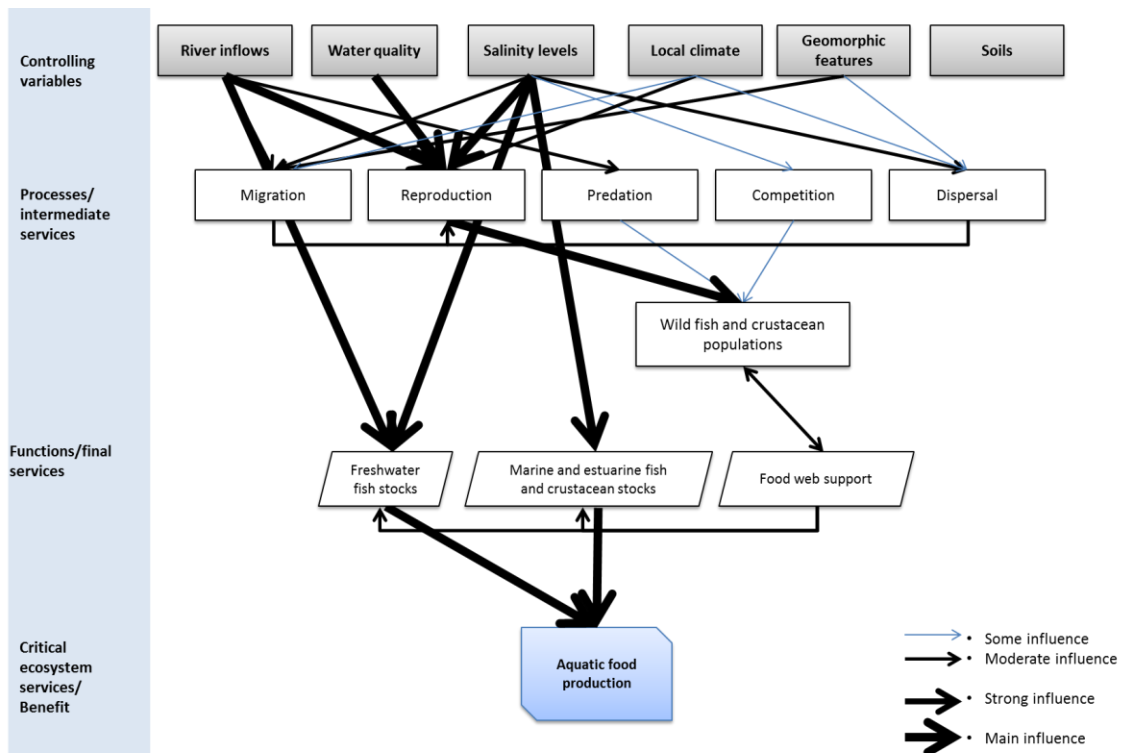 Controlling
variables
River inflows
Water quality
Salinity levels
Local climate
Geomorphic
features
Soils
Processes/
intermediate
services
Migration
Reproduction
Predation
Competition
Dispersal
Wild fish and crustacean
populations
Functions/final
services
Freshwater
fish stocks
Marine and estuarine fish
and crustacean stocks
Food web support
Critical
ecosystem
services/
Benefit
Aquatic food
production
• Some influence
• Moderate influence
• Strong influence
• Main influence